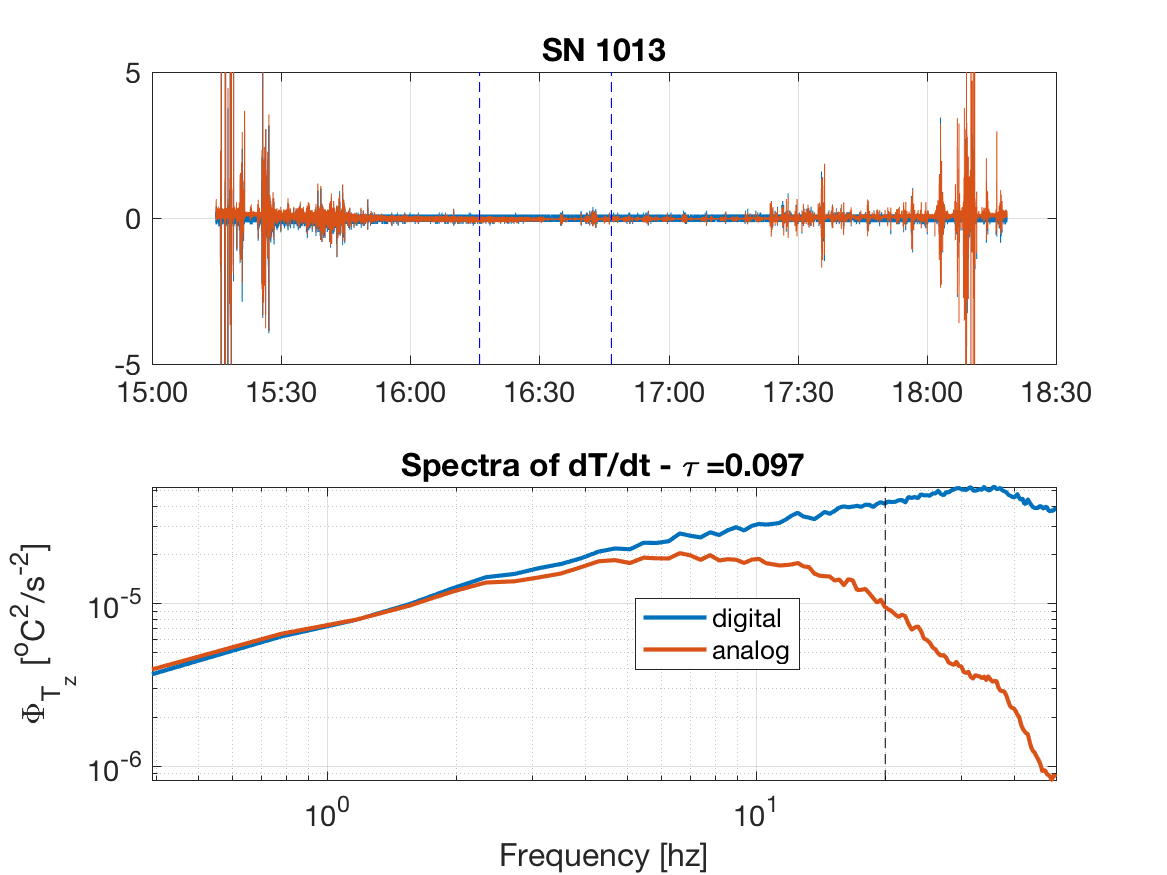 SN 1013
5
0
-5
15:00 15:30 16:00 16:30 17:00 17:30 18:00 18:30
Spectra of dT/dt - τ =0.097
Φ_{T_z} [°C²/s⁻²]
10⁻⁵
10⁻⁶
digital
analog
10⁰ 10¹
Frequency [hz]